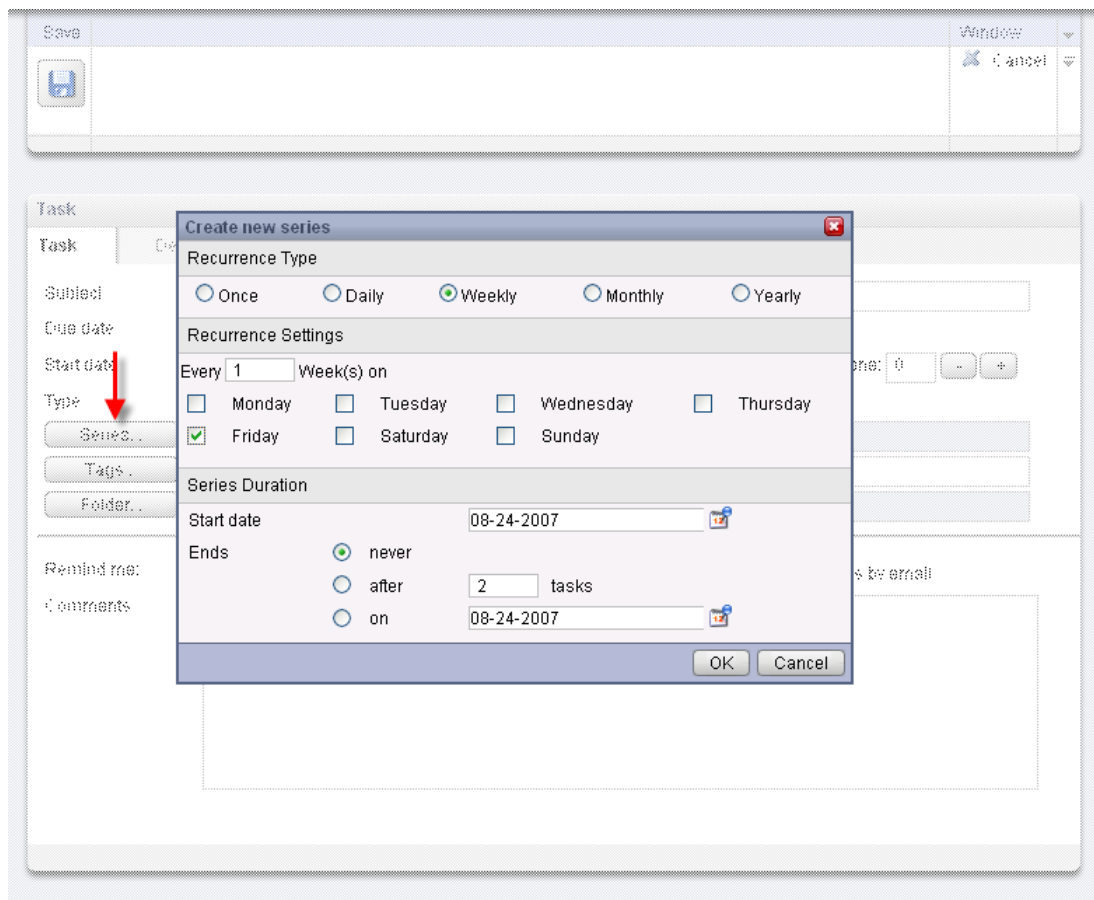 Save Window
Cancel
Task
Create new series
Task De
Recurrence Type
Subject
Once Daily Weekly Monthly Yearly
Due date
Recurrence Settings
Start date
Every 1 Week(s) on
one: 0 - +
Type
Monday Tuesday Wednesday Thursday
Series...
Friday Saturday Sunday
Tags...
Series Duration
Folder...
Start date 08-24-2007
Ends never
Remind me:
s by email
after 2 tasks
Comments
on 08-24-2007
OK Cancel